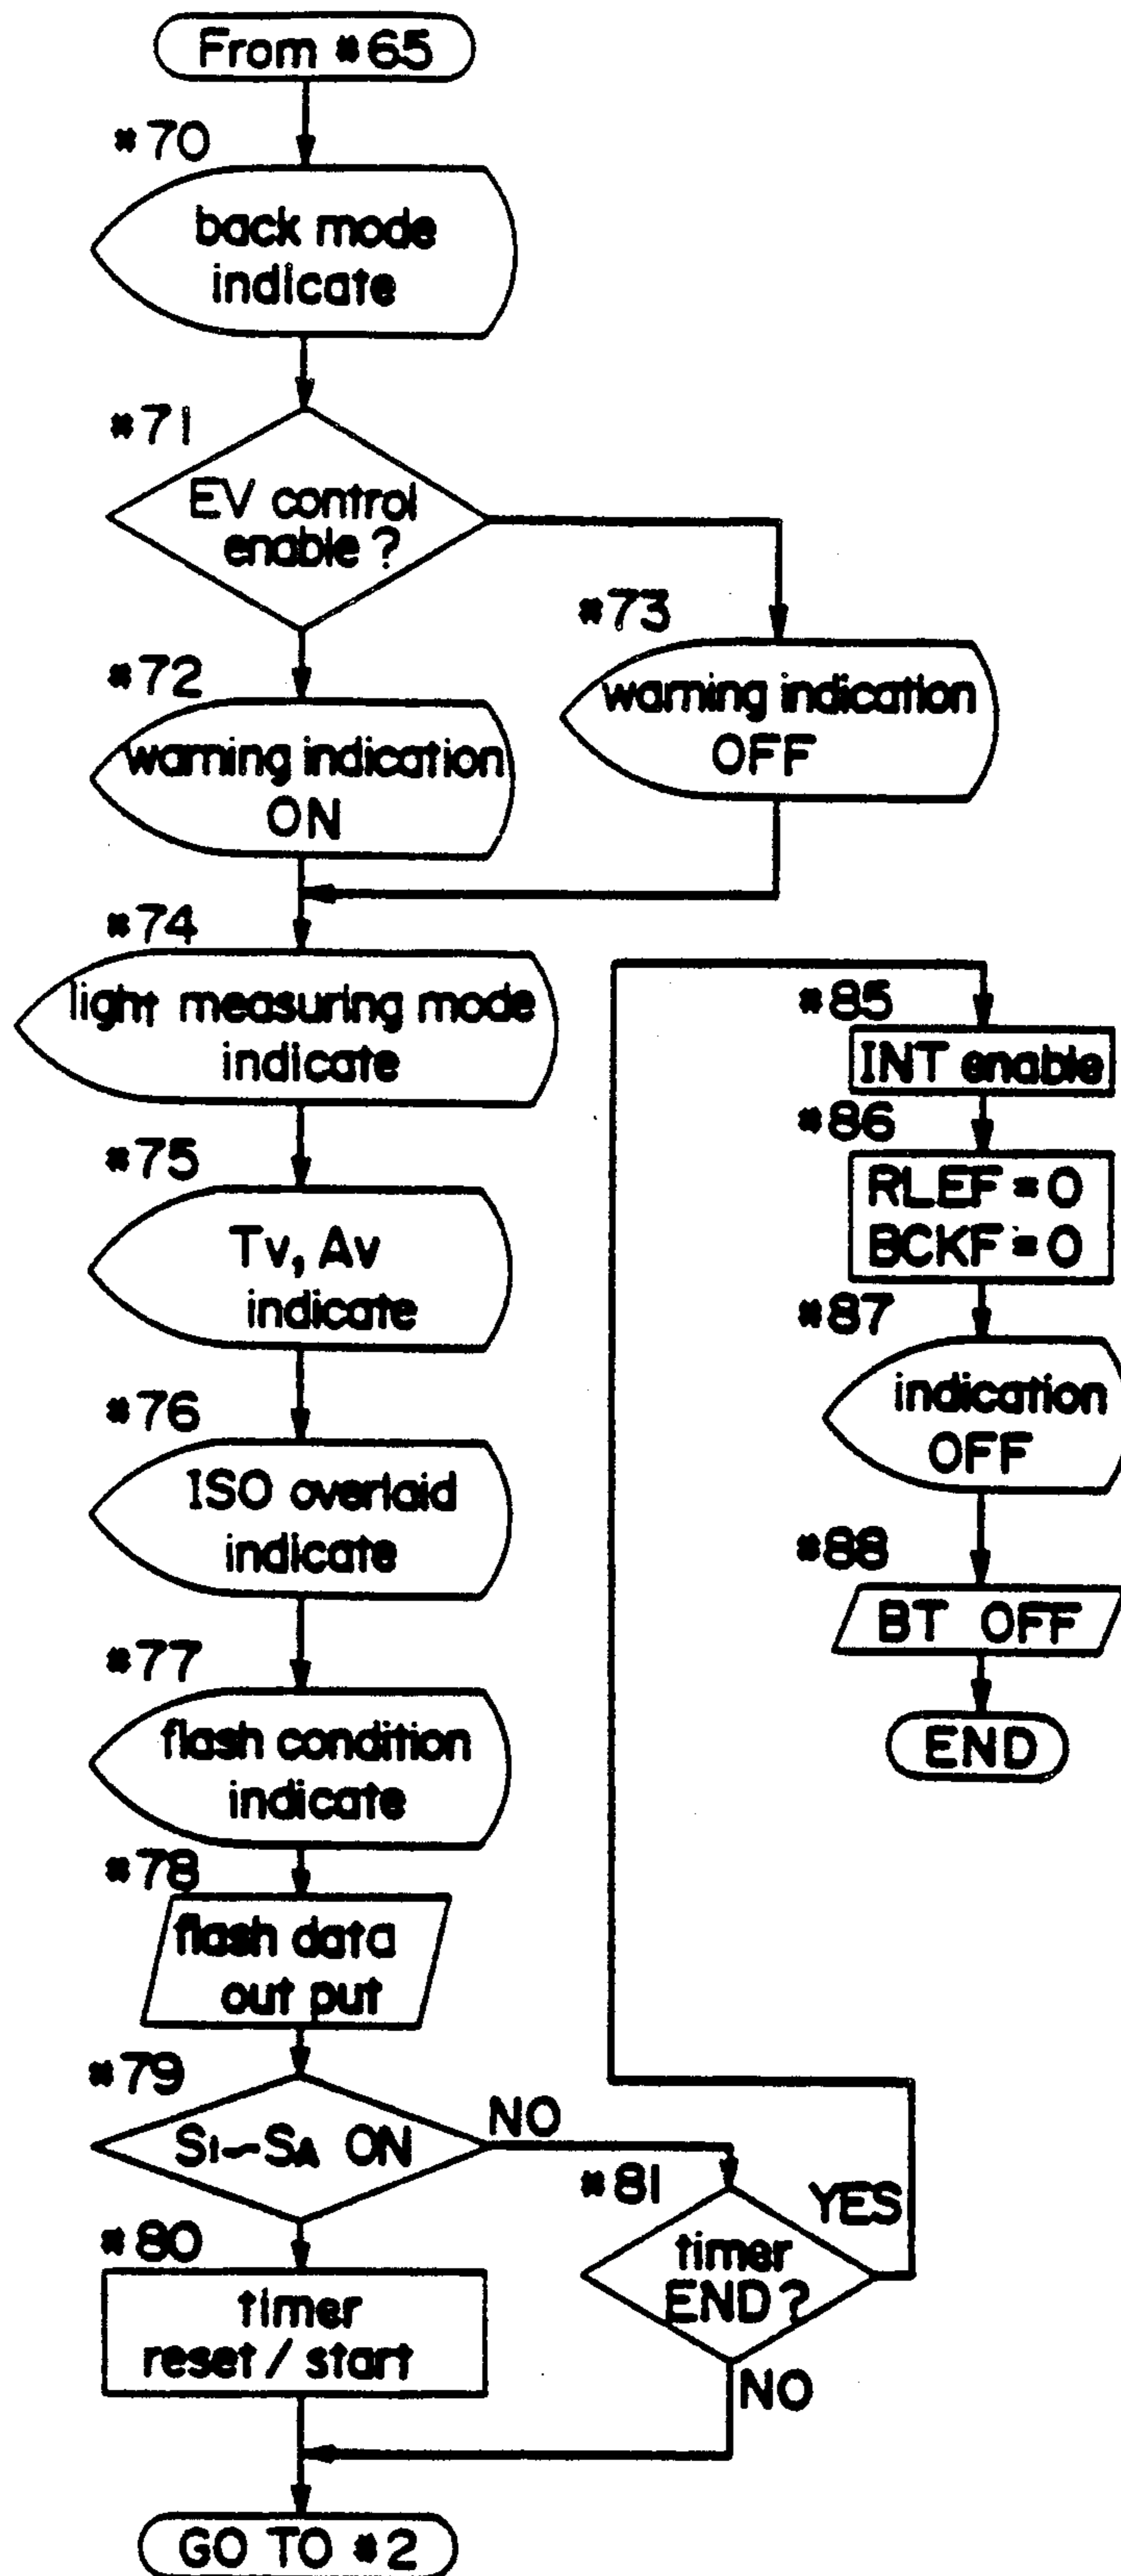 From *65
*70
back mode
indicate
*71
EV control
enable?
*73
warning indication
OFF
*72
warning indication
ON
*74
light measuring mode
indicate
*75
Tv, Av
indicate
*76
ISO overlaid
indicate
*77
flash condition
indicate
*78
flash data
out put
*79
S1~SA ON
NO
*80
timer
reset / start
*81
timer
END?
YES
NO
GO TO *2
*85
INT enable
*86
RLEF = 0
BCKF = 0
*87
indication
OFF
*88
BT OFF
END